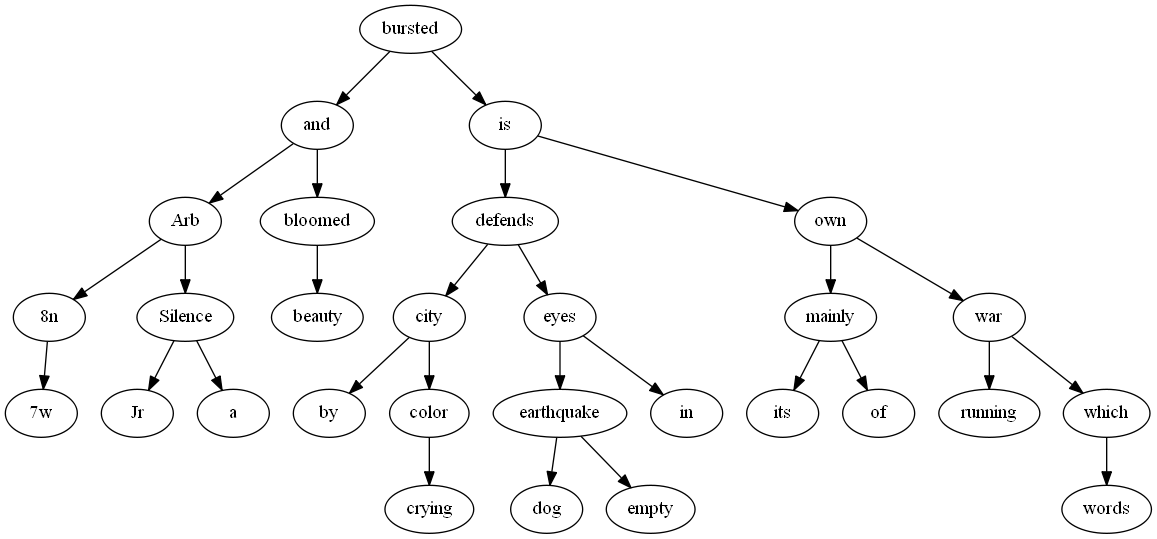 bursted
and is
Arb bloomed defends own
8n Silence beauty city eyes mainly war
7w Jr a by color earthquake in its of running which
crying dog empty words